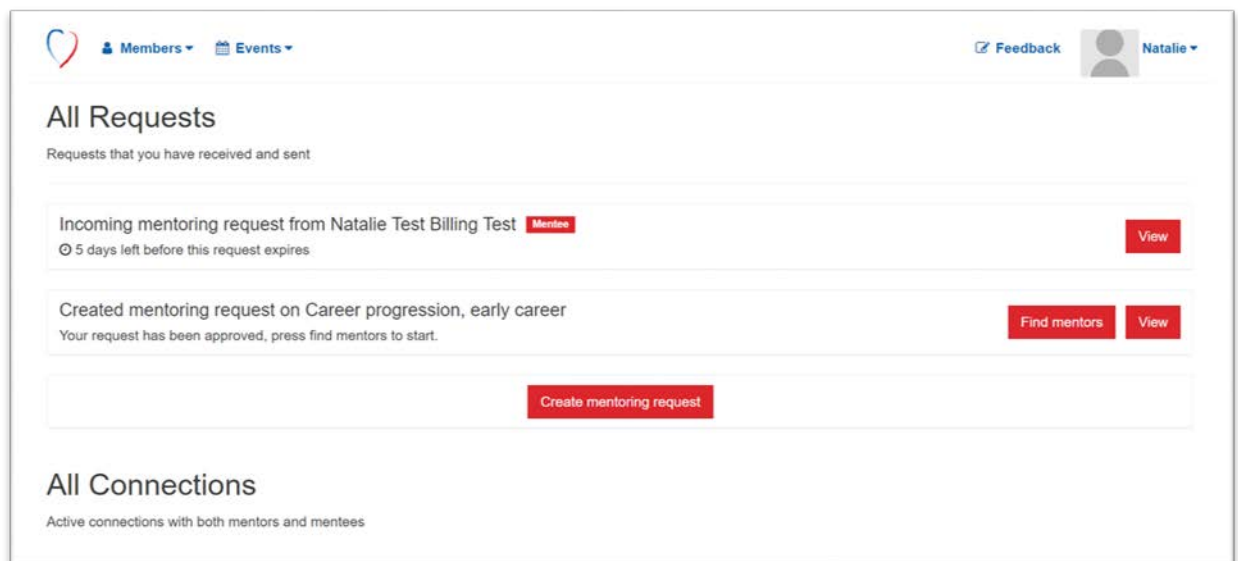 Members Events Feedback Natalie
All Requests
Requests that you have received and sent
Incoming mentoring request from Natalie Test Billing Test Mentee
5 days left before this request expires
View
Created mentoring request on Career progression, early career
Your request has been approved, press find mentors to start.
Find mentors View
Create mentoring request
All Connections
Active connections with both mentors and mentees